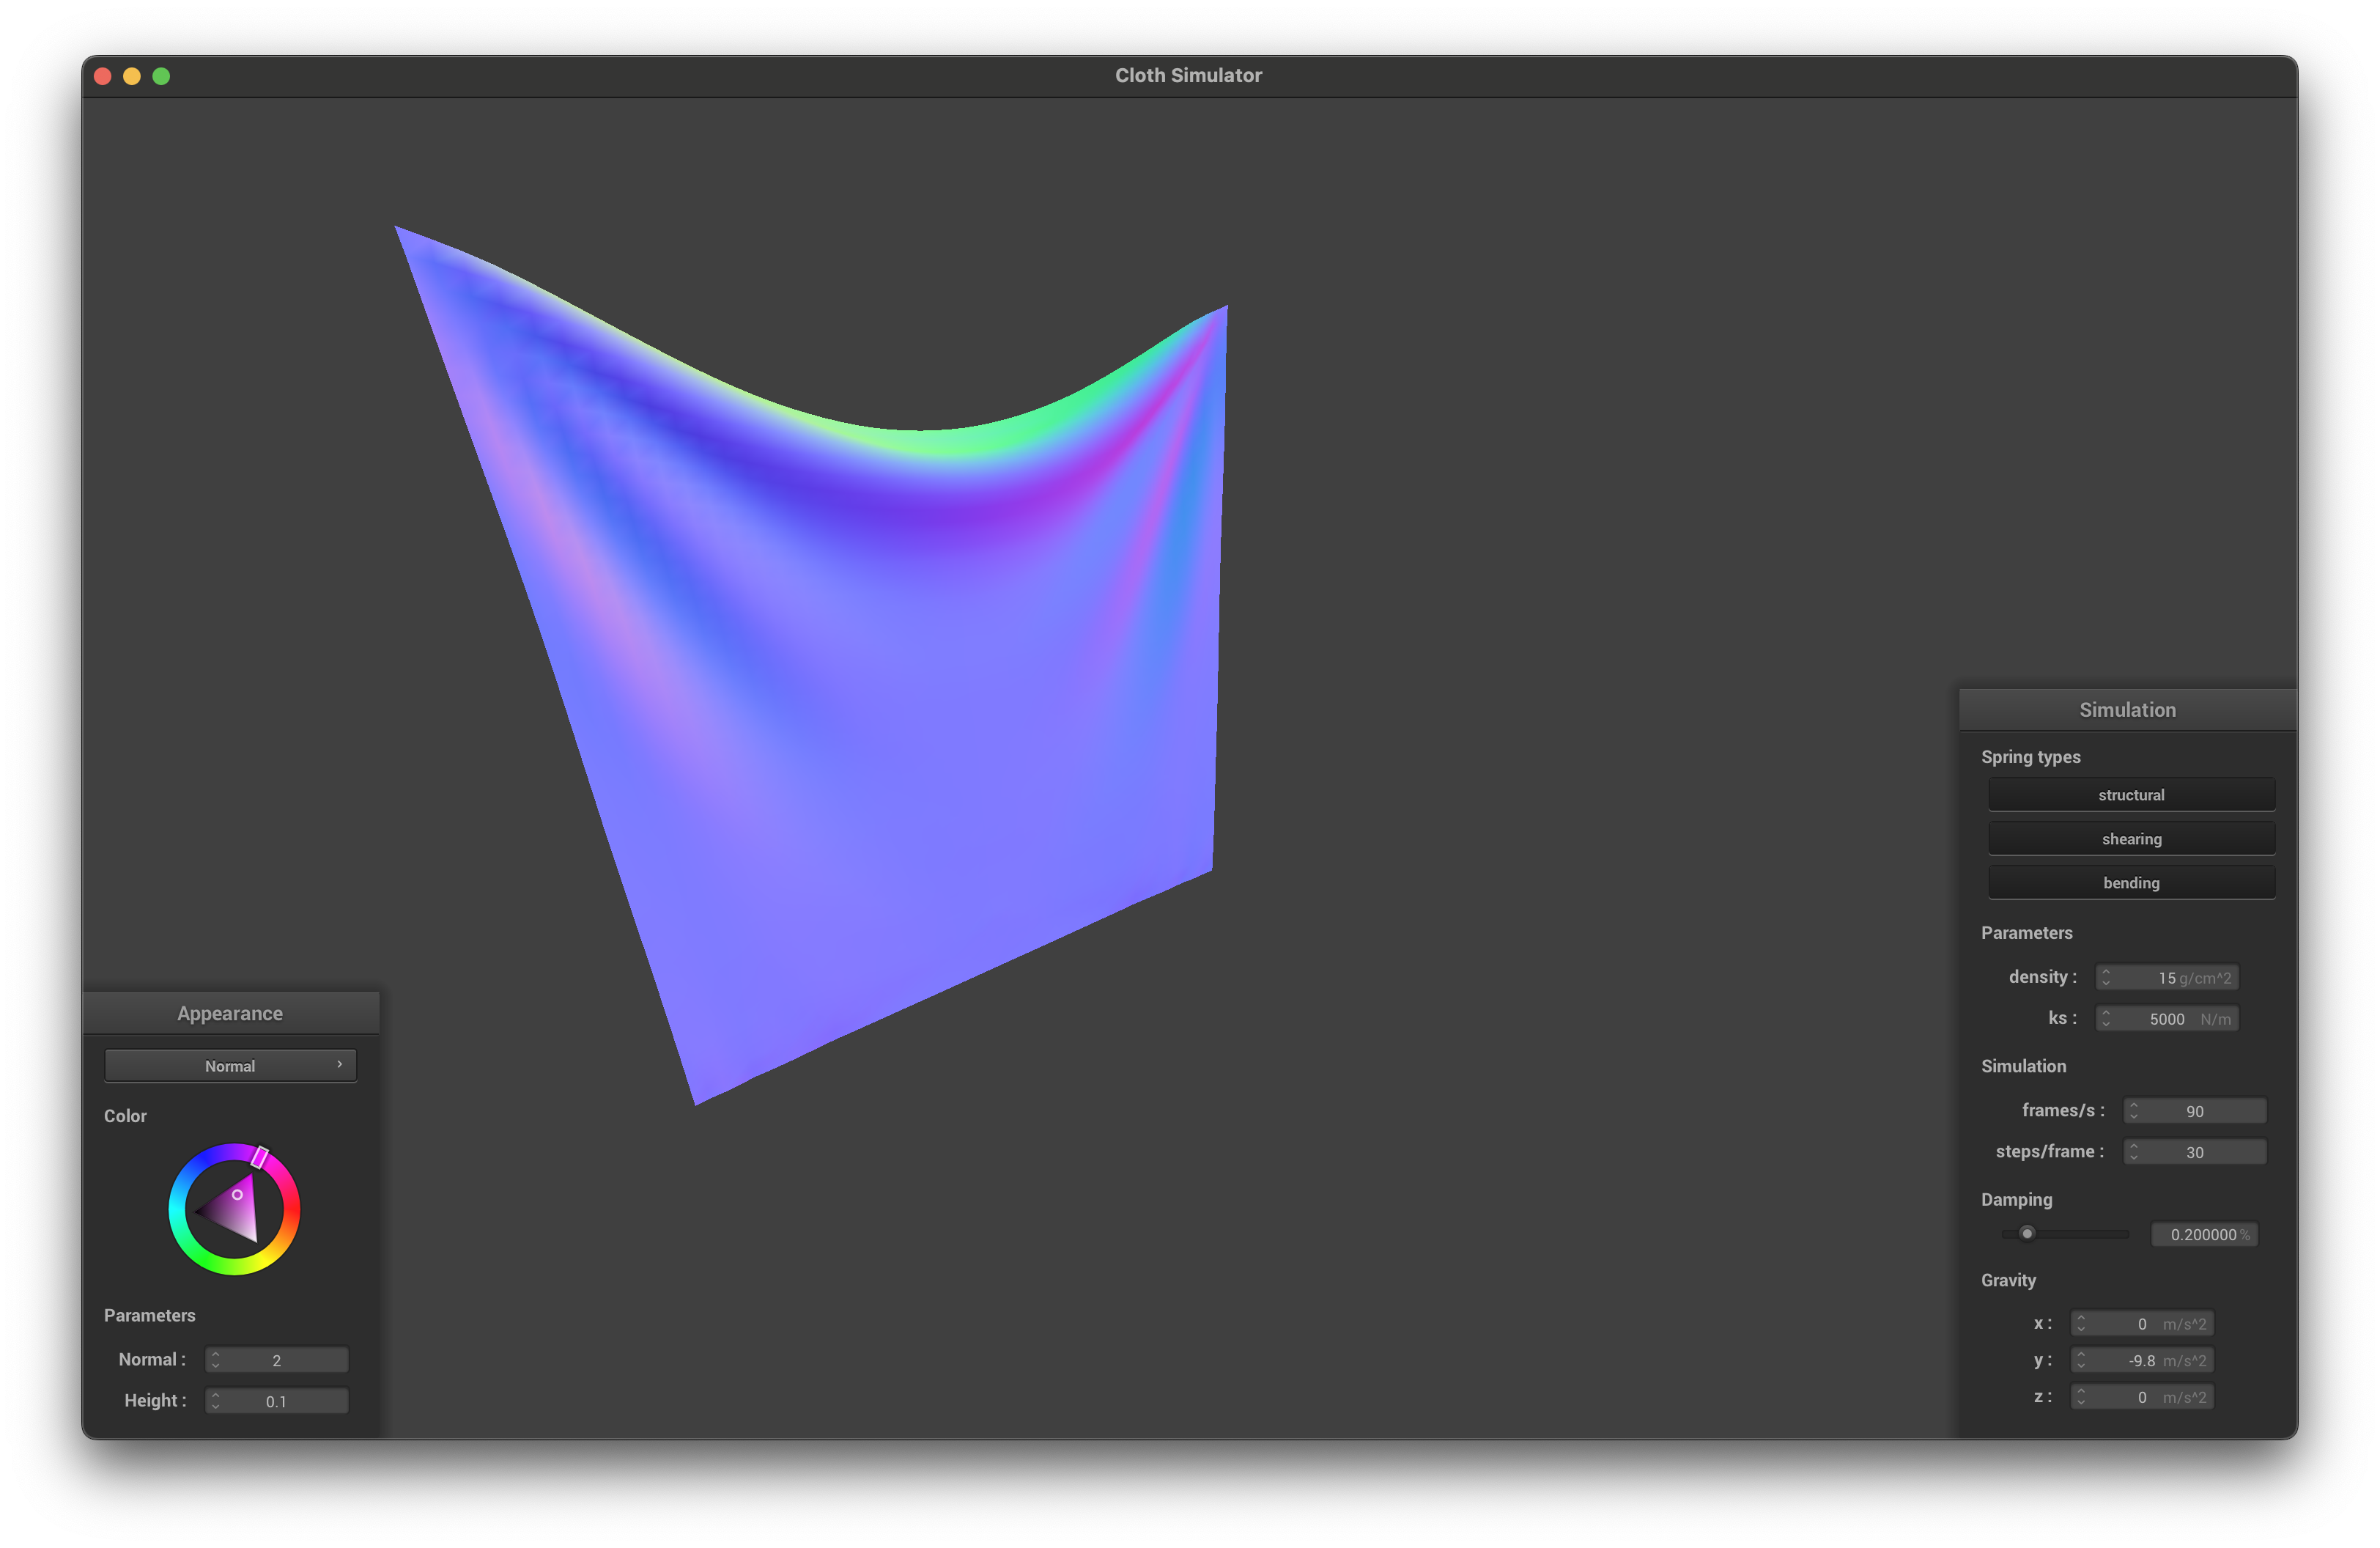 Cloth Simulator
Simulation
Spring types
structural
shearing
bending
Parameters
density : 15 g/cm^2
ks : 5000 N/m
Simulation
frames/s : 90
steps/frame : 30
Damping
0.200000 %
Gravity
x : 0 m/s^2
y : -9.8 m/s^2
z : 0 m/s^2
Appearance
Normal
Color
Parameters
Normal : 2
Height : 0.1